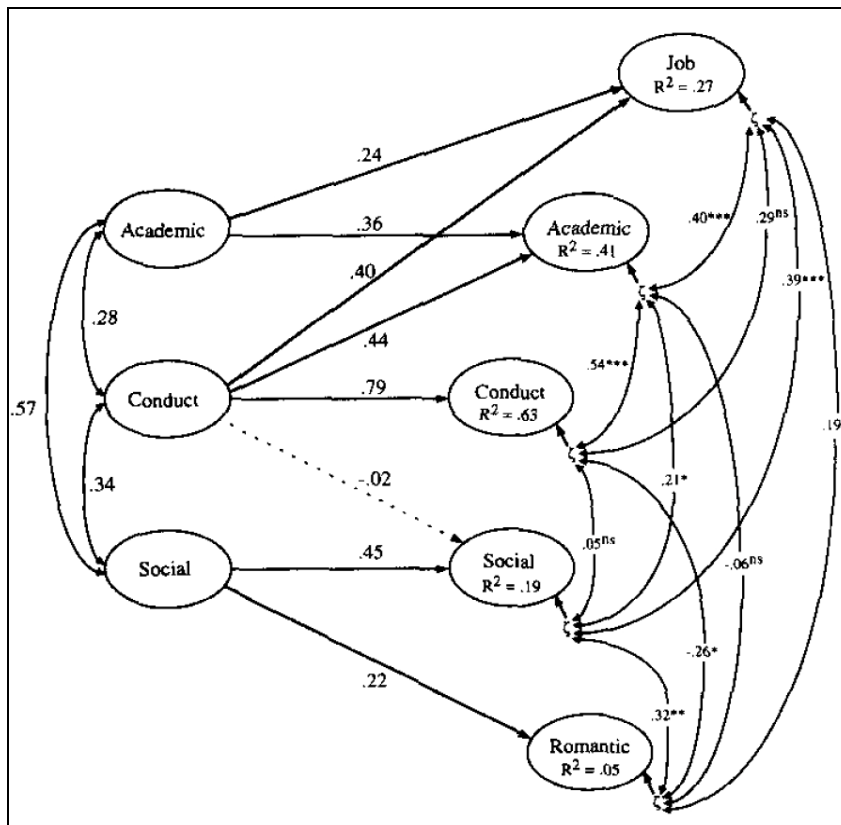 Job
R² = .27
ζ
.24
.40***
.29ns
Academic
.36
Academic
R² = .41
.39***
.40
ζ
.28
.44
.54***
Conduct
.79
Conduct
R² = .63
.57
.19
ζ
.34
-.02
.21*
.05ns
Social
.45
Social
R² = .19
-.06ns
ζ
-.26*
.22
.32**
Romantic
R² = .05
ζ